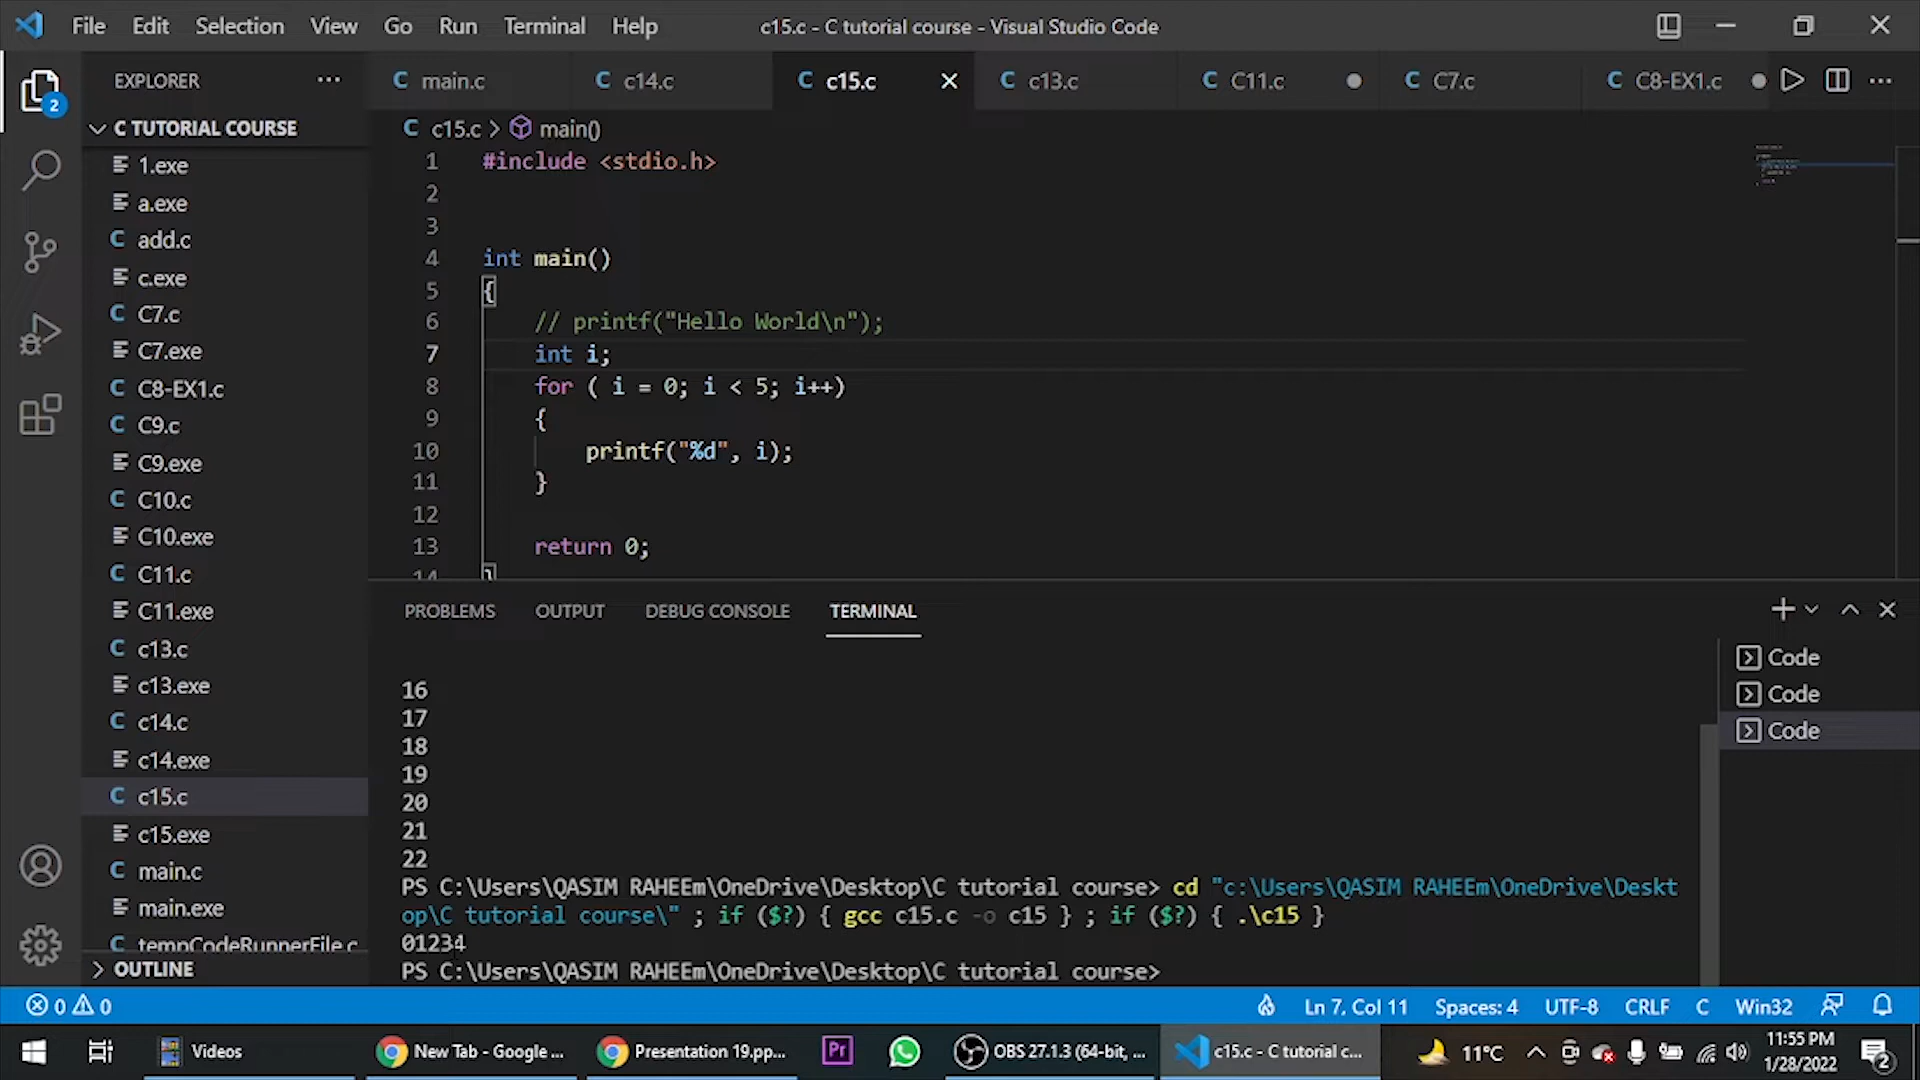 File Edit Selection View Go Run Terminal Help
c15.c - C tutorial course - Visual Studio Code
EXPLORER
main.c
c14.c
c15.c
c13.c
C11.c
C7.c
C8-EX1.c
2
C TUTORIAL COURSE
c15.c > main()
1.exe
a.exe
add.c
c.exe
C7.c
C7.exe
C8-EX1.c
C9.c
C9.exe
C10.c
C10.exe
C11.c
C11.exe
c13.c
c13.exe
c14.c
c14.exe
c15.c
c15.exe
main.c
main.exe
tempCodeRunnerFile.c
OUTLINE
1 #include <stdio.h>
2
3
4 int main()
5 {
6 // printf("Hello World\n");
7 int i;
8 for ( i = 0; i < 5; i++)
9 {
10 printf("%d", i);
11 }
12
13 return 0;
14 }
PROBLEMS OUTPUT DEBUG CONSOLE TERMINAL
Code
Code
Code
16
17
18
19
20
21
22
PS C:\Users\QASIM RAHEEm\OneDrive\Desktop\C tutorial course> cd "c:\Users\QASIM RAHEEm\OneDrive\Deskt
op\C tutorial course\" ; if ($?) { gcc c15.c -o c15 } ; if ($?) { .\c15 }
01234
PS C:\Users\QASIM RAHEEm\OneDrive\Desktop\C tutorial course>
0 0
Ln 7, Col 11 Spaces: 4 UTF-8 CRLF C Win32
Videos
New Tab - Google ...
Presentation 19.pp...
Pr
OBS 27.1.3 (64-bit, ...
c15.c - C tutorial c...
11°C
11:55 PM
1/28/2022
2